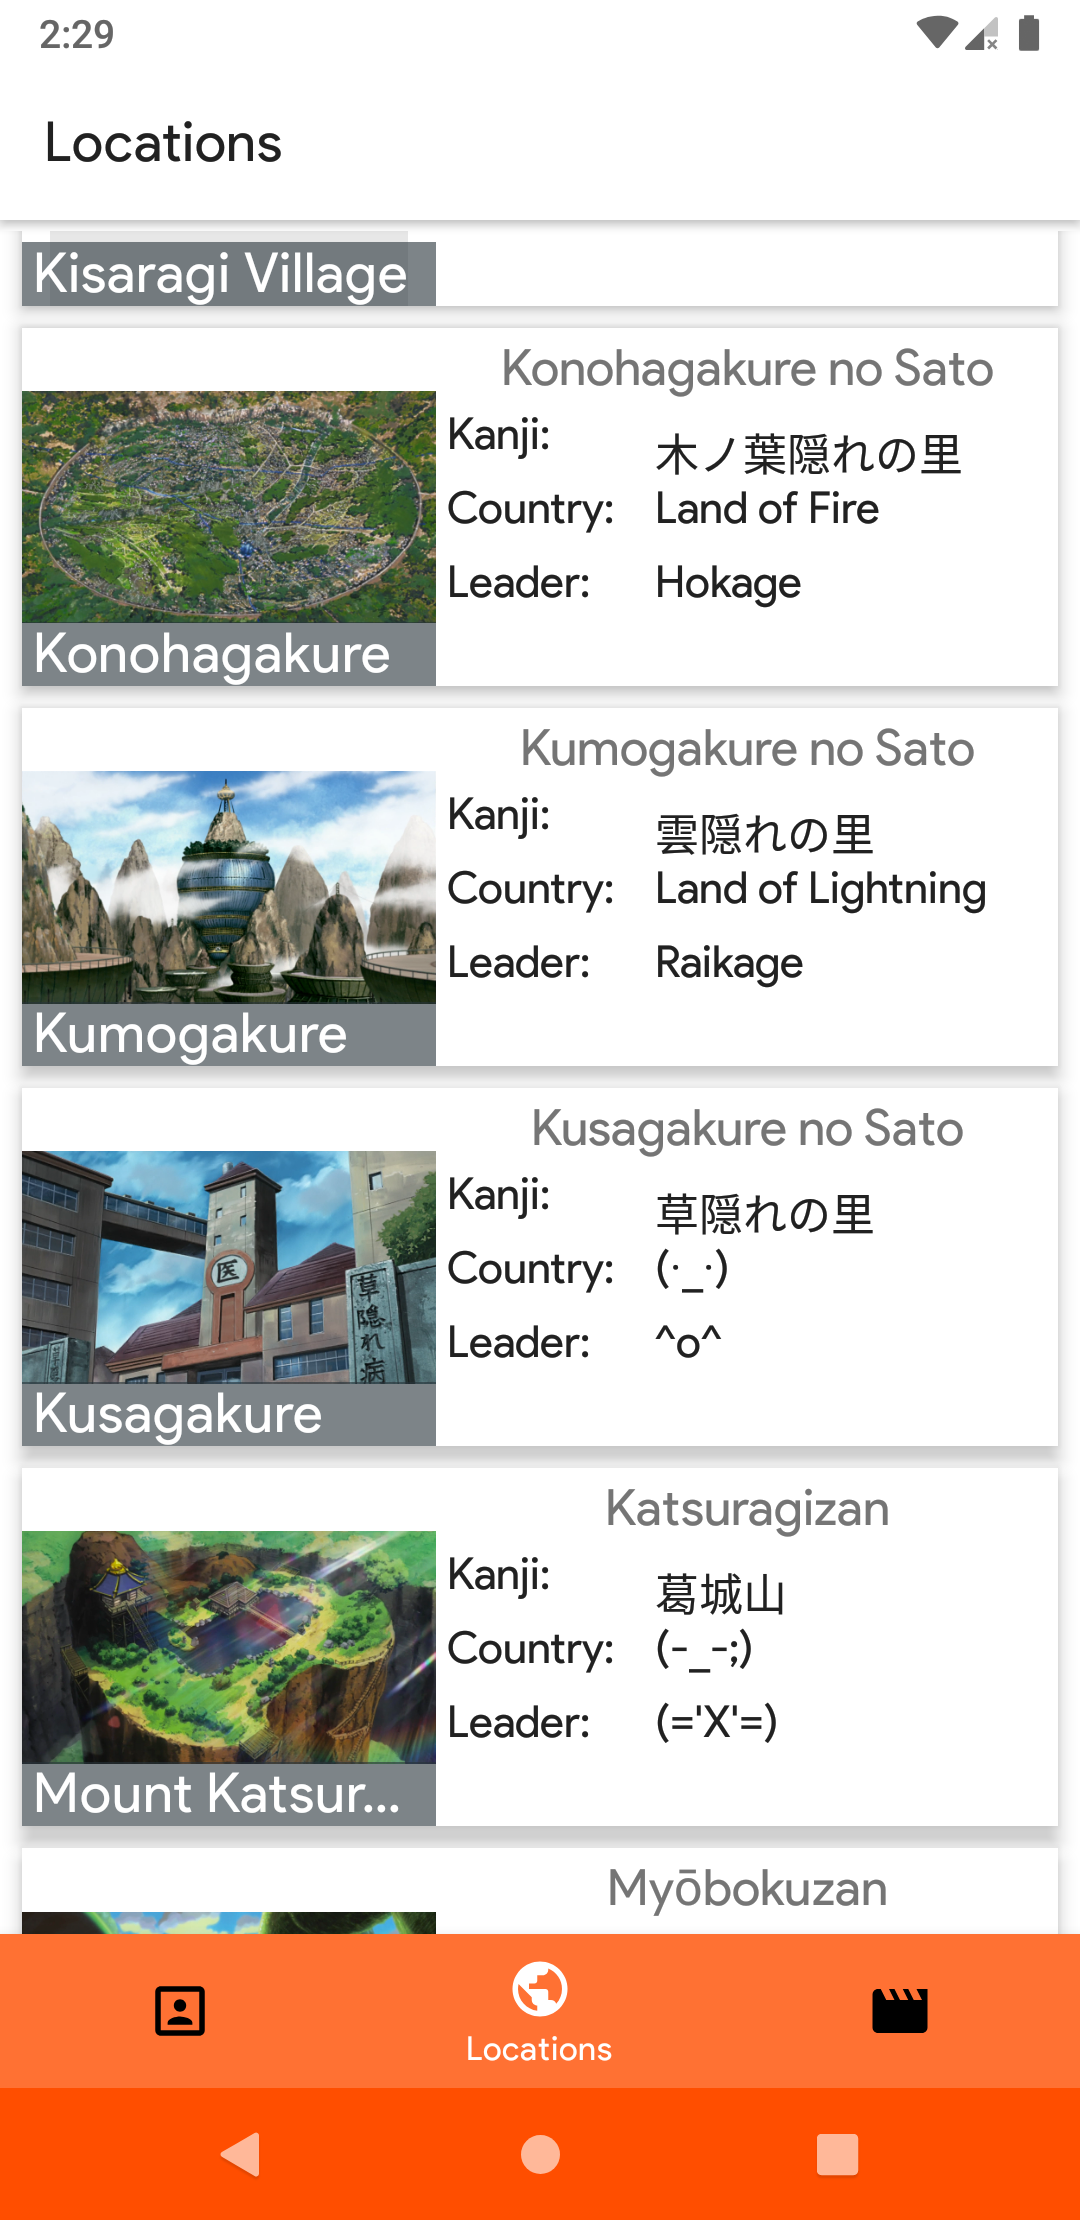 2:29
Locations
Kisaragi Village
Konohagakure no Sato
Kanji: 木ノ葉隠れの里
Country: Land of Fire
Leader: Hokage
Konohagakure
Kumogakure no Sato
Kanji: 雲隠れの里
Country: Land of Lightning
Leader: Raikage
Kumogakure
Kusagakure no Sato
Kanji: 草隠れの里
Country: (·_·)
Leader: ^o^
医
草隠れ病
Kusagakure
Katsuragizan
Kanji: 葛城山
Country: (-_-;)
Leader: (='X'=)
Mount Katsur...
Myōbokuzan
Locations